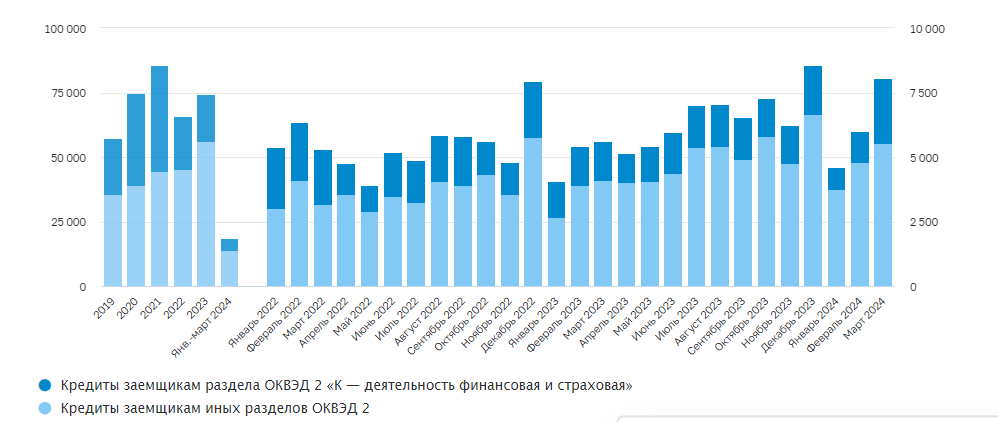 100 000
10 000
75 000
7 500
50 000
5 000
25 000
2 500
0
0
2019
2020
2021
2022
2023
Янв.-март 2024
Январь 2022
Февраль 2022
Март 2022
Апрель 2022
Май 2022
Июнь 2022
Июль 2022
Август 2022
Сентябрь 2022
Октябрь 2022
Ноябрь 2022
Декабрь 2022
Январь 2023
Февраль 2023
Март 2023
Апрель 2023
Май 2023
Июнь 2023
Июль 2023
Август 2023
Сентябрь 2023
Октябрь 2023
Ноябрь 2023
Декабрь 2023
Январь 2024
Февраль 2024
Март 2024
Кредиты заемщикам раздела ОКВЭД 2 «К — деятельность финансовая и страховая»
Кредиты заемщикам иных разделов ОКВЭД 2